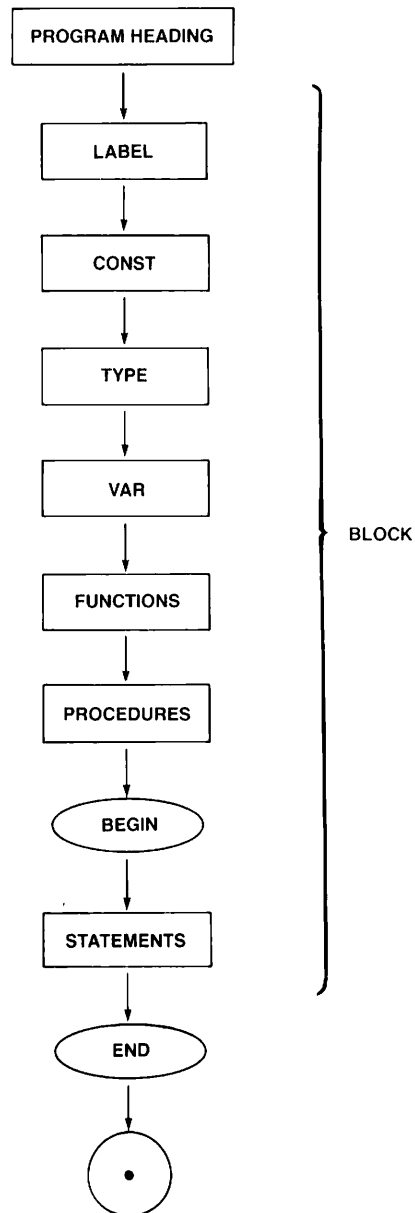 PROGRAM HEADING
LABEL
CONST
TYPE
VAR
BLOCK
FUNCTIONS
PROCEDURES
BEGIN
STATEMENTS
END
•